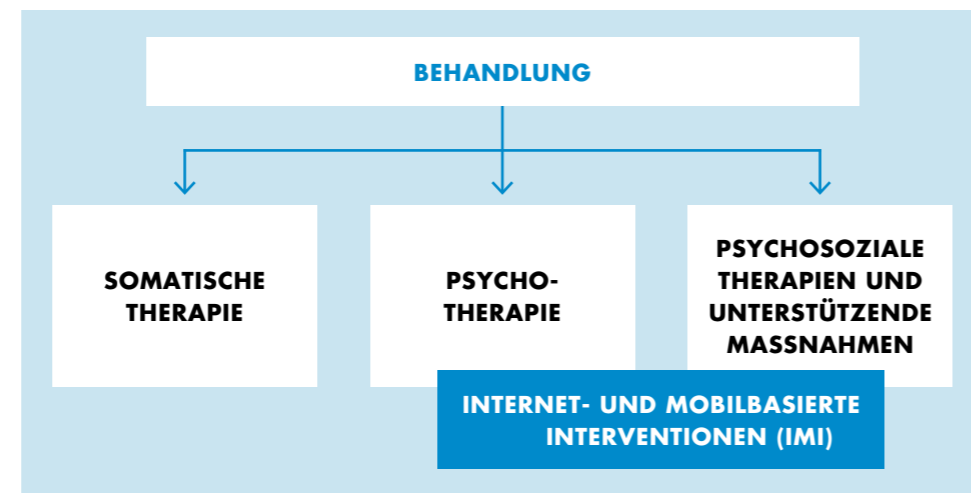 BEHANDLUNG
SOMATISCHE
THERAPIE
PSYCHO-
THERAPIE
PSYCHOSOZIALE
THERAPIEN UND
UNTERSTÜTZENDE
MASSNAHMEN
INTERNET- UND MOBILBASIERTE
INTERVENTIONEN (IMI)